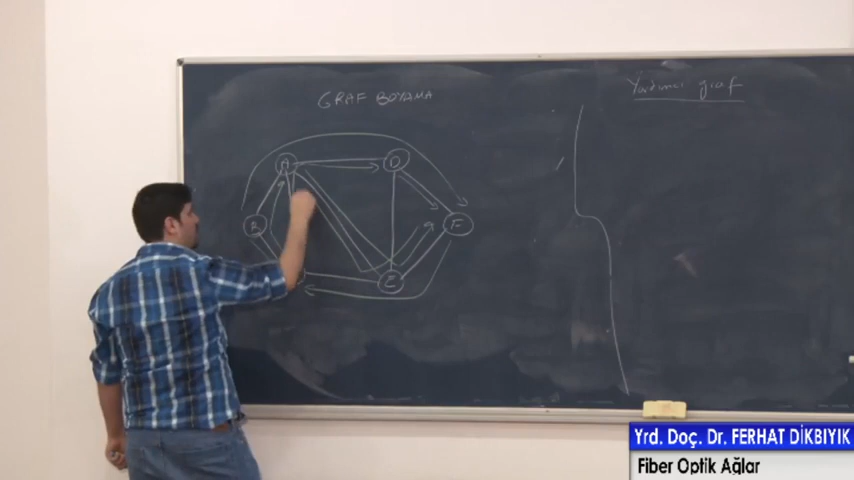 GRAF BOYAMA
Yardımcı graf
A
D
B
F
E
Yrd. Doç. Dr. FERHAT DİKBIYIK
Fiber Optik Ağlar